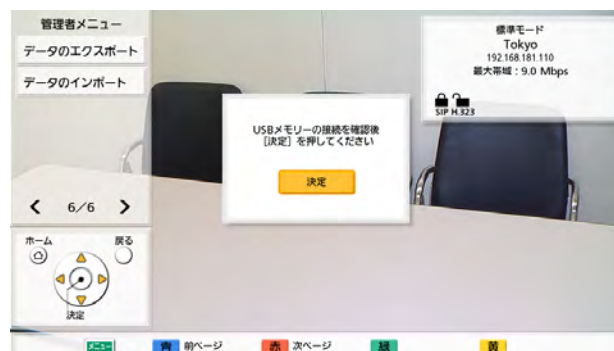 管理者メニュー
データのエクスポート
データのインポート
6/6
ホーム
戻る
決定
標準モード
Tokyo
192.168.181.110
最大帯域：9.0 Mbps
SIP H.323
USBメモリーの接続を確認後
［決定］を押してください
決定
メニュー 青 前ページ 赤 次ページ 緑 黄